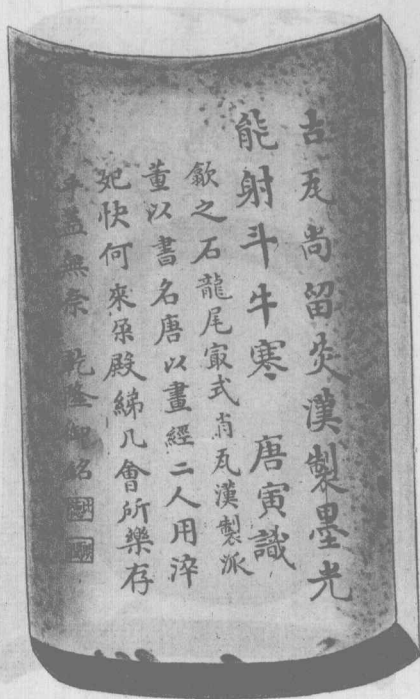 古瓦尚留炎漢製墨光
能射斗牛寒 唐寅識
歙之石龍尾㝡式肖瓦漢製派
董以書名唐以畫經二人用淬
妃快何來承殿綈几會所樂存
蓋無奈 乾隆御銘